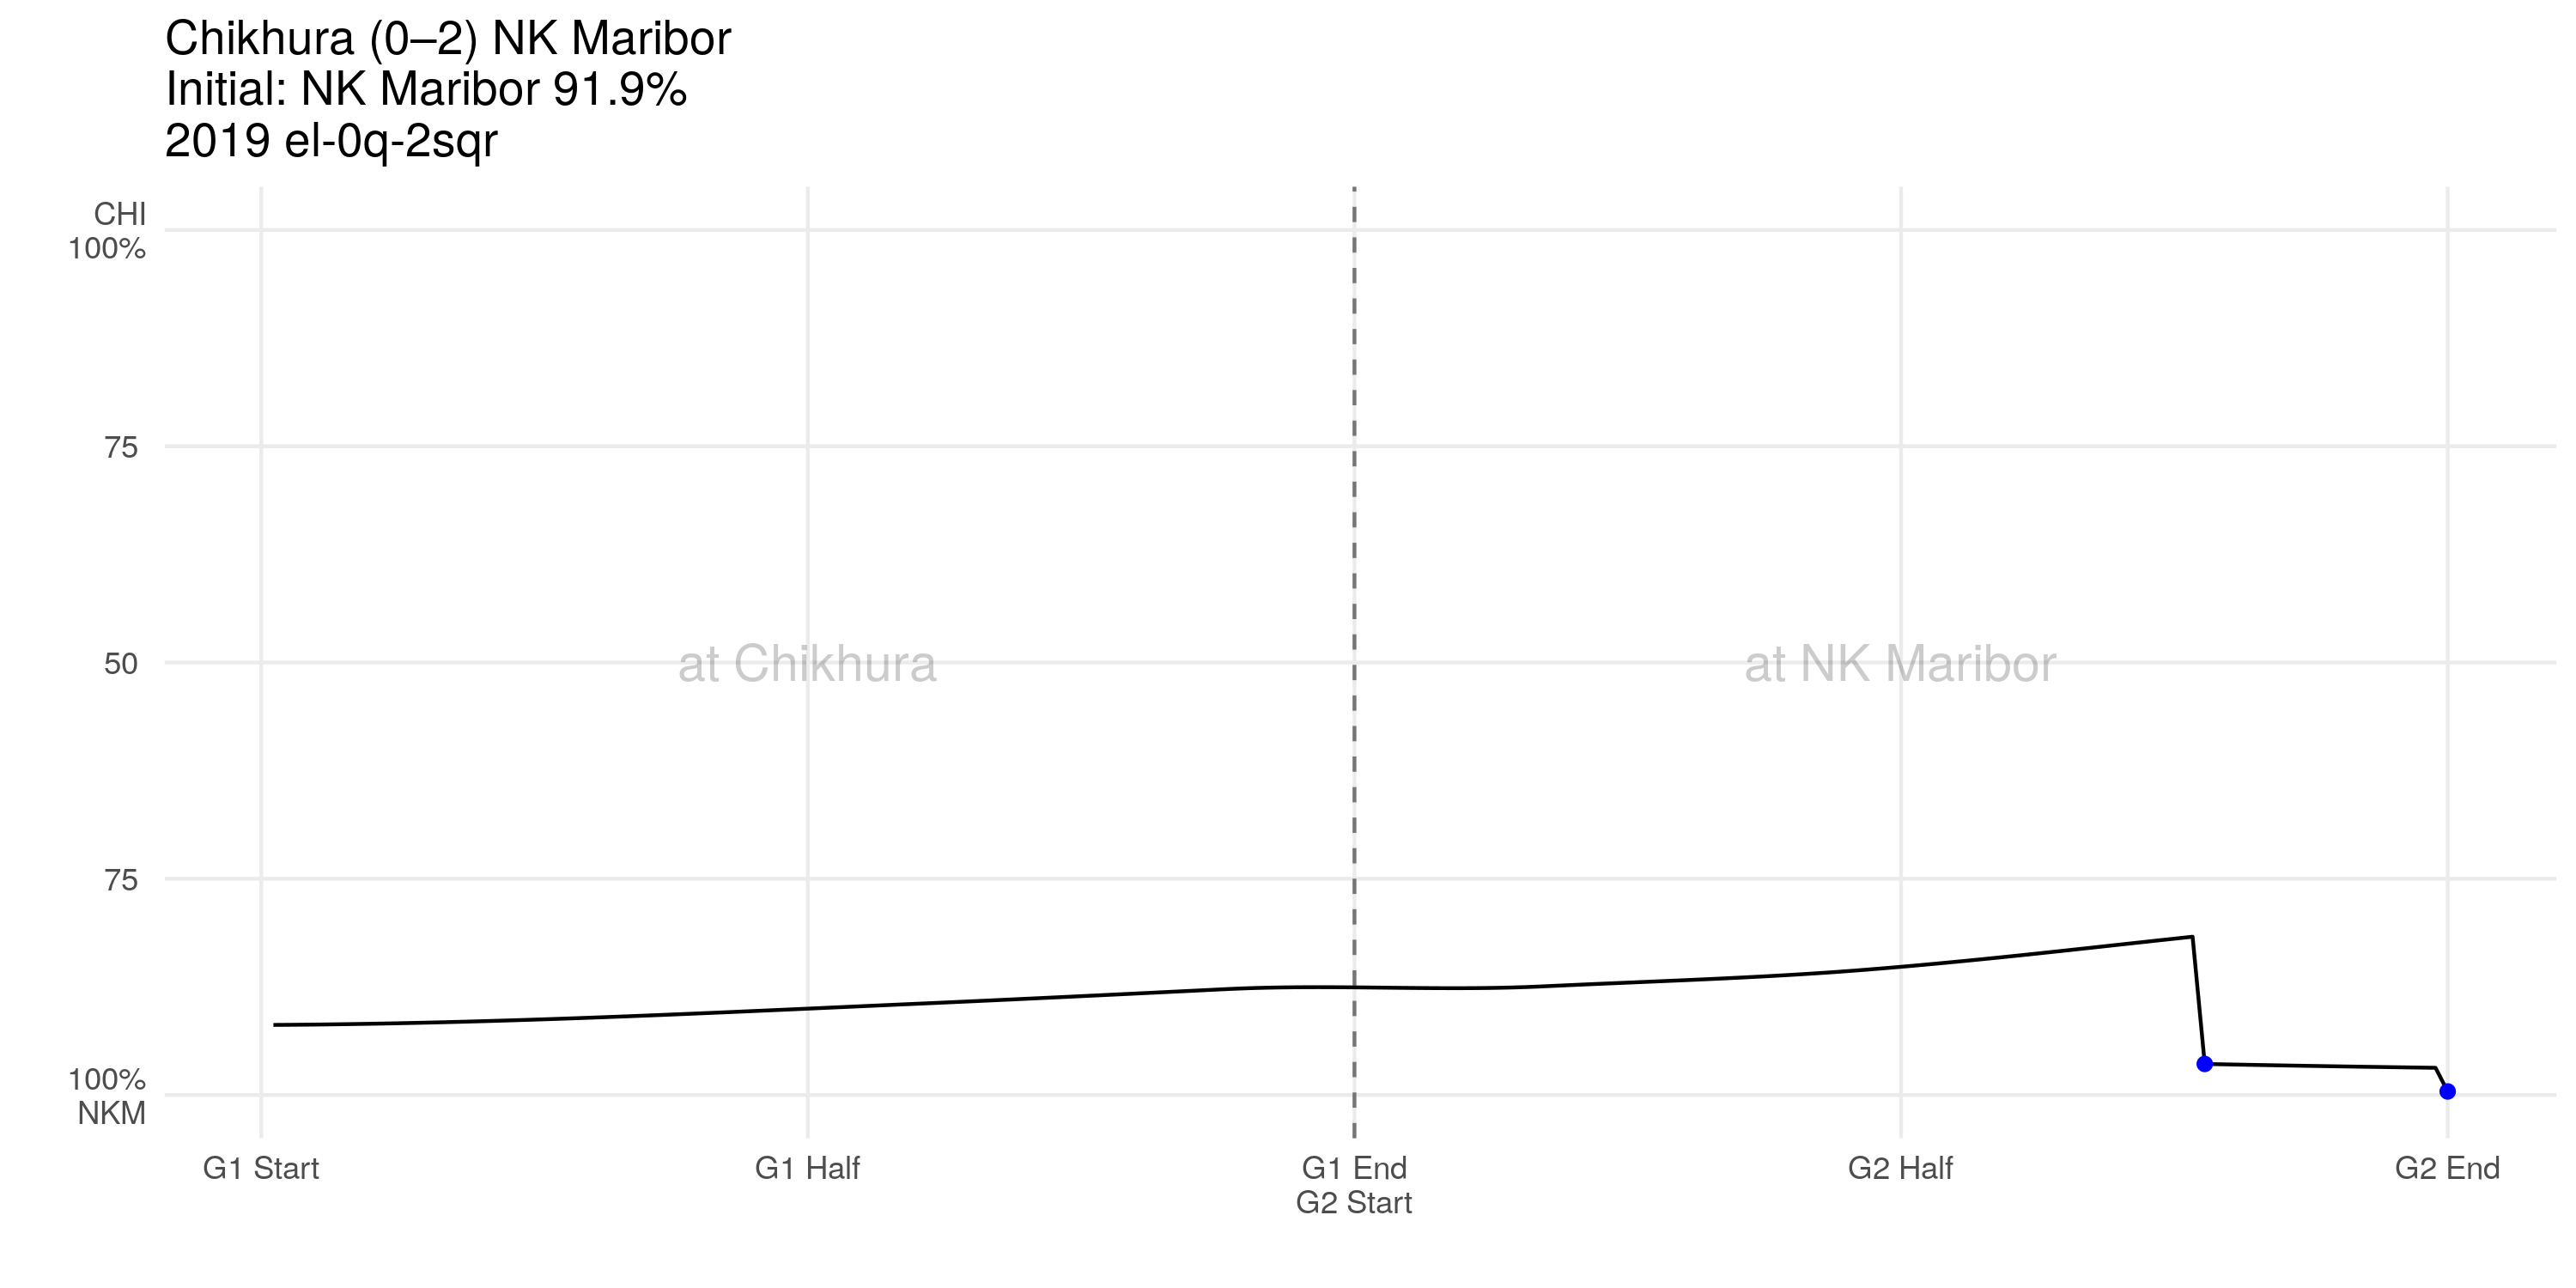 Chikhura (0–2) NK Maribor
Initial: NK Maribor 91.9%
2019 el-0q-2sqr
CHI
100%
75
50
75
100%
NKM
at Chikhura
at NK Maribor
G1 Start
G1 Half
G1 End
G2 Start
G2 Half
G2 End